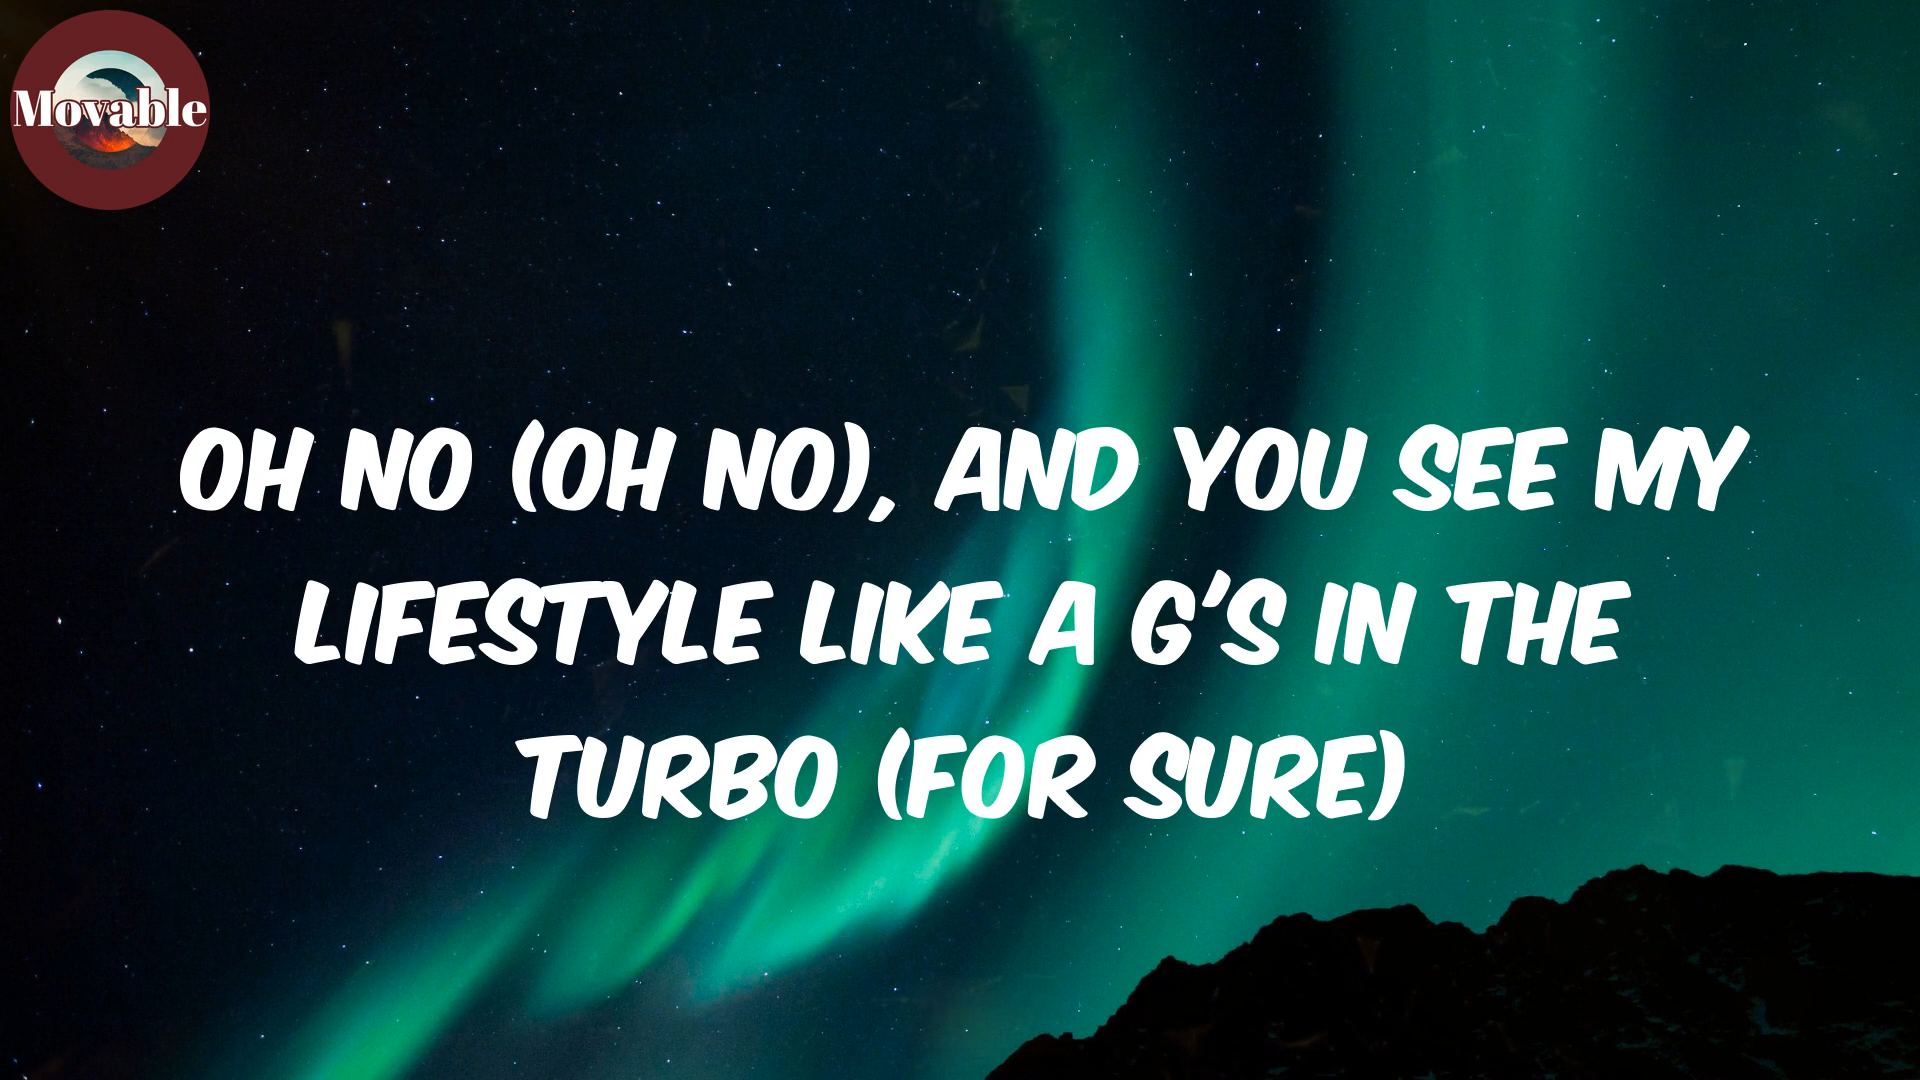 Movable
OH NO (OH NO), AND YOU SEE MY
LIFESTYLE LIKE A G'S IN THE
TURBO (FOR SURE)